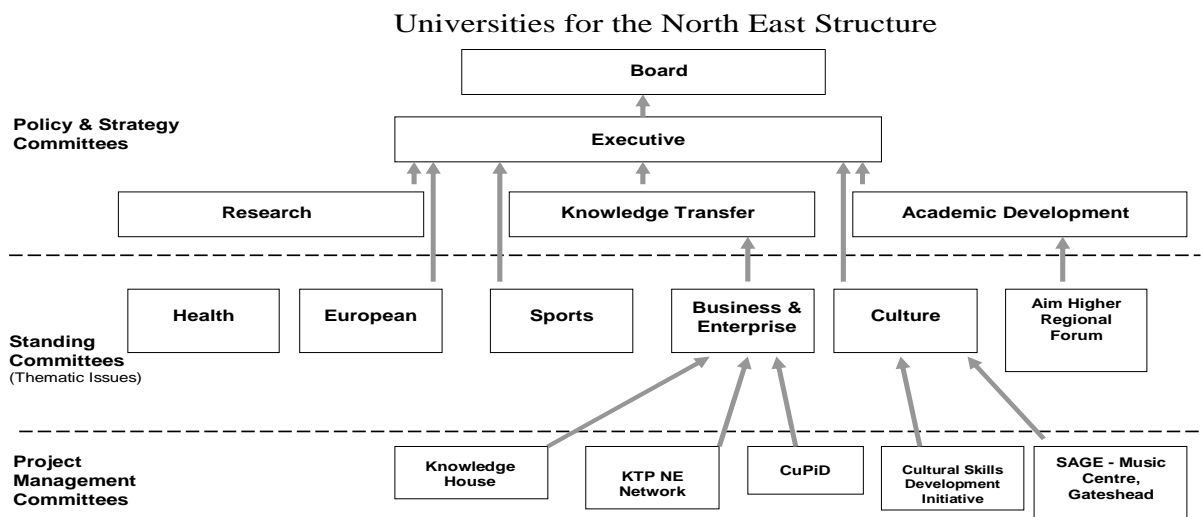 Universities for the North East Structure
Board
Policy & Strategy
Committees
Executive
Research
Knowledge Transfer
Academic Development
Health
European
Sports
Business &
Enterprise
Culture
Aim Higher
Regional
Forum
Standing
Committees
(Thematic Issues)
Project
Management
Committees
Knowledge
House
KTP NE
Network
CuPiD
Cultural Skills
Development
Initiative
SAGE - Music
Centre,
Gateshead